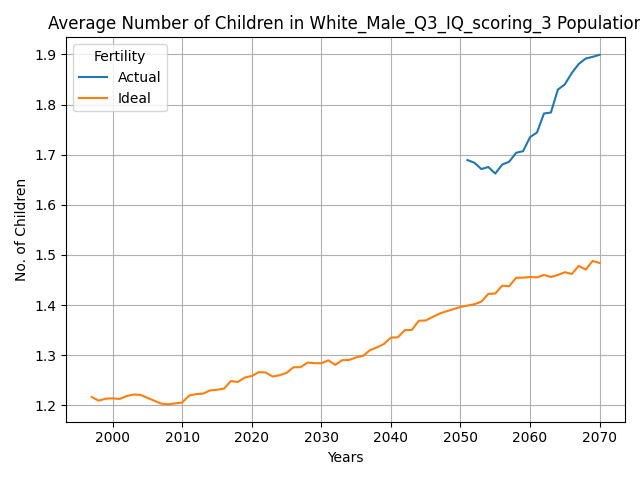 Average Number of Children in White_Male_Q3_IQ_scoring_3 Population
Fertility
Actual
Ideal
No. of Children
1.9
1.8
1.7
1.6
1.5
1.4
1.3
1.2
2000 2010 2020 2030 2040 2050 2060 2070
Years